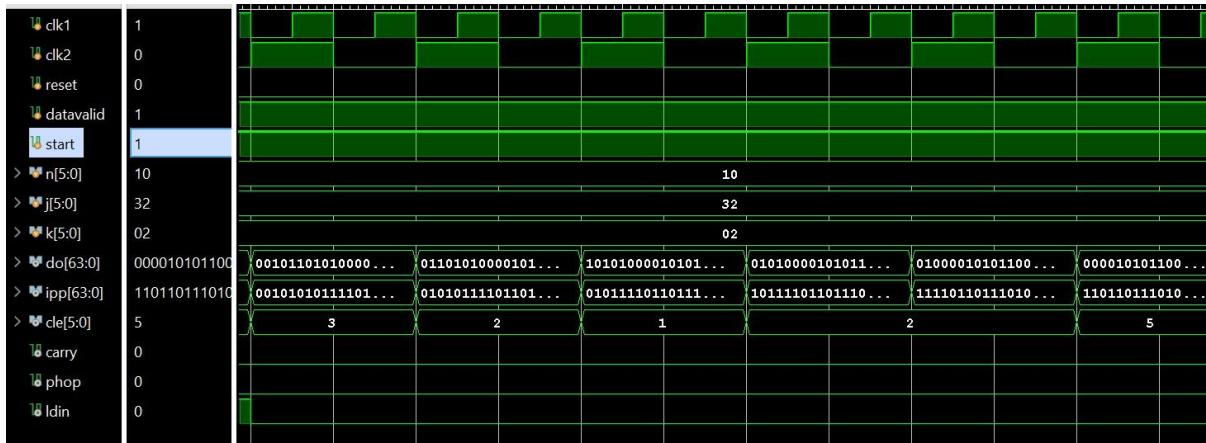 clk1 1
clk2 0
reset 0
datavalid 1
start 1
n[5:0] 10 10
j[5:0] 32 32
k[5:0] 02 02
do[63:0] 000010101100 00101101010000... 01101010000101... 10101000010101... 01010000101011... 01000010101100... 000010101100...
ipp[63:0] 110110111010 00101010111101... 01010111101101... 01011110110111... 10111101101110... 11110110111010... 110110111010...
cle[5:0] 5 3 2 1 2 5
carry 0
phop 0
ldin 0